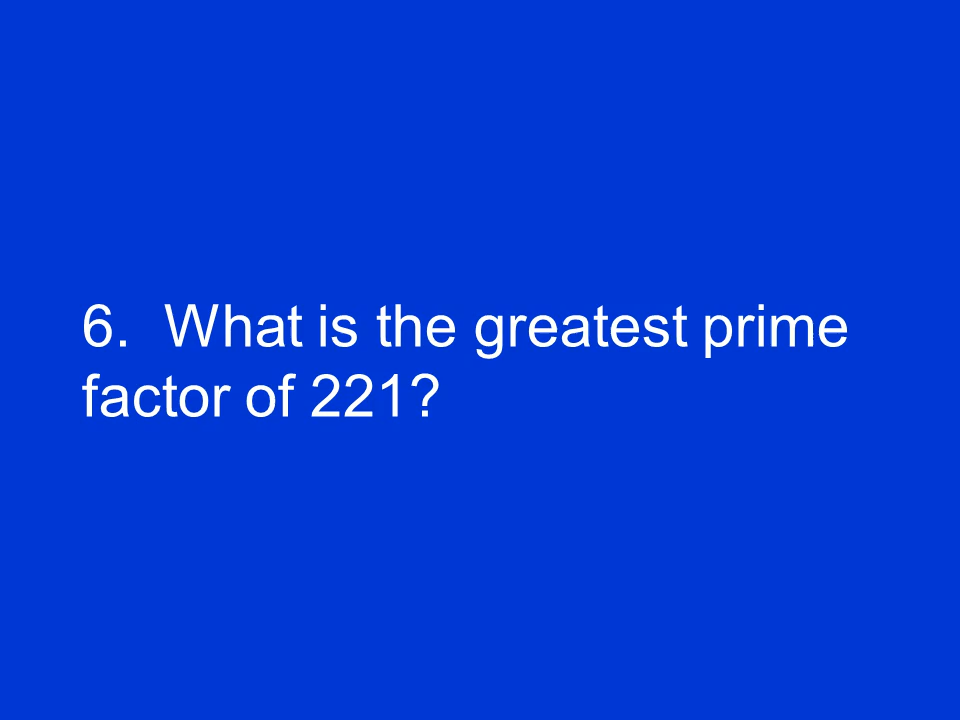 6.  What is the greatest prime
factor of 221?